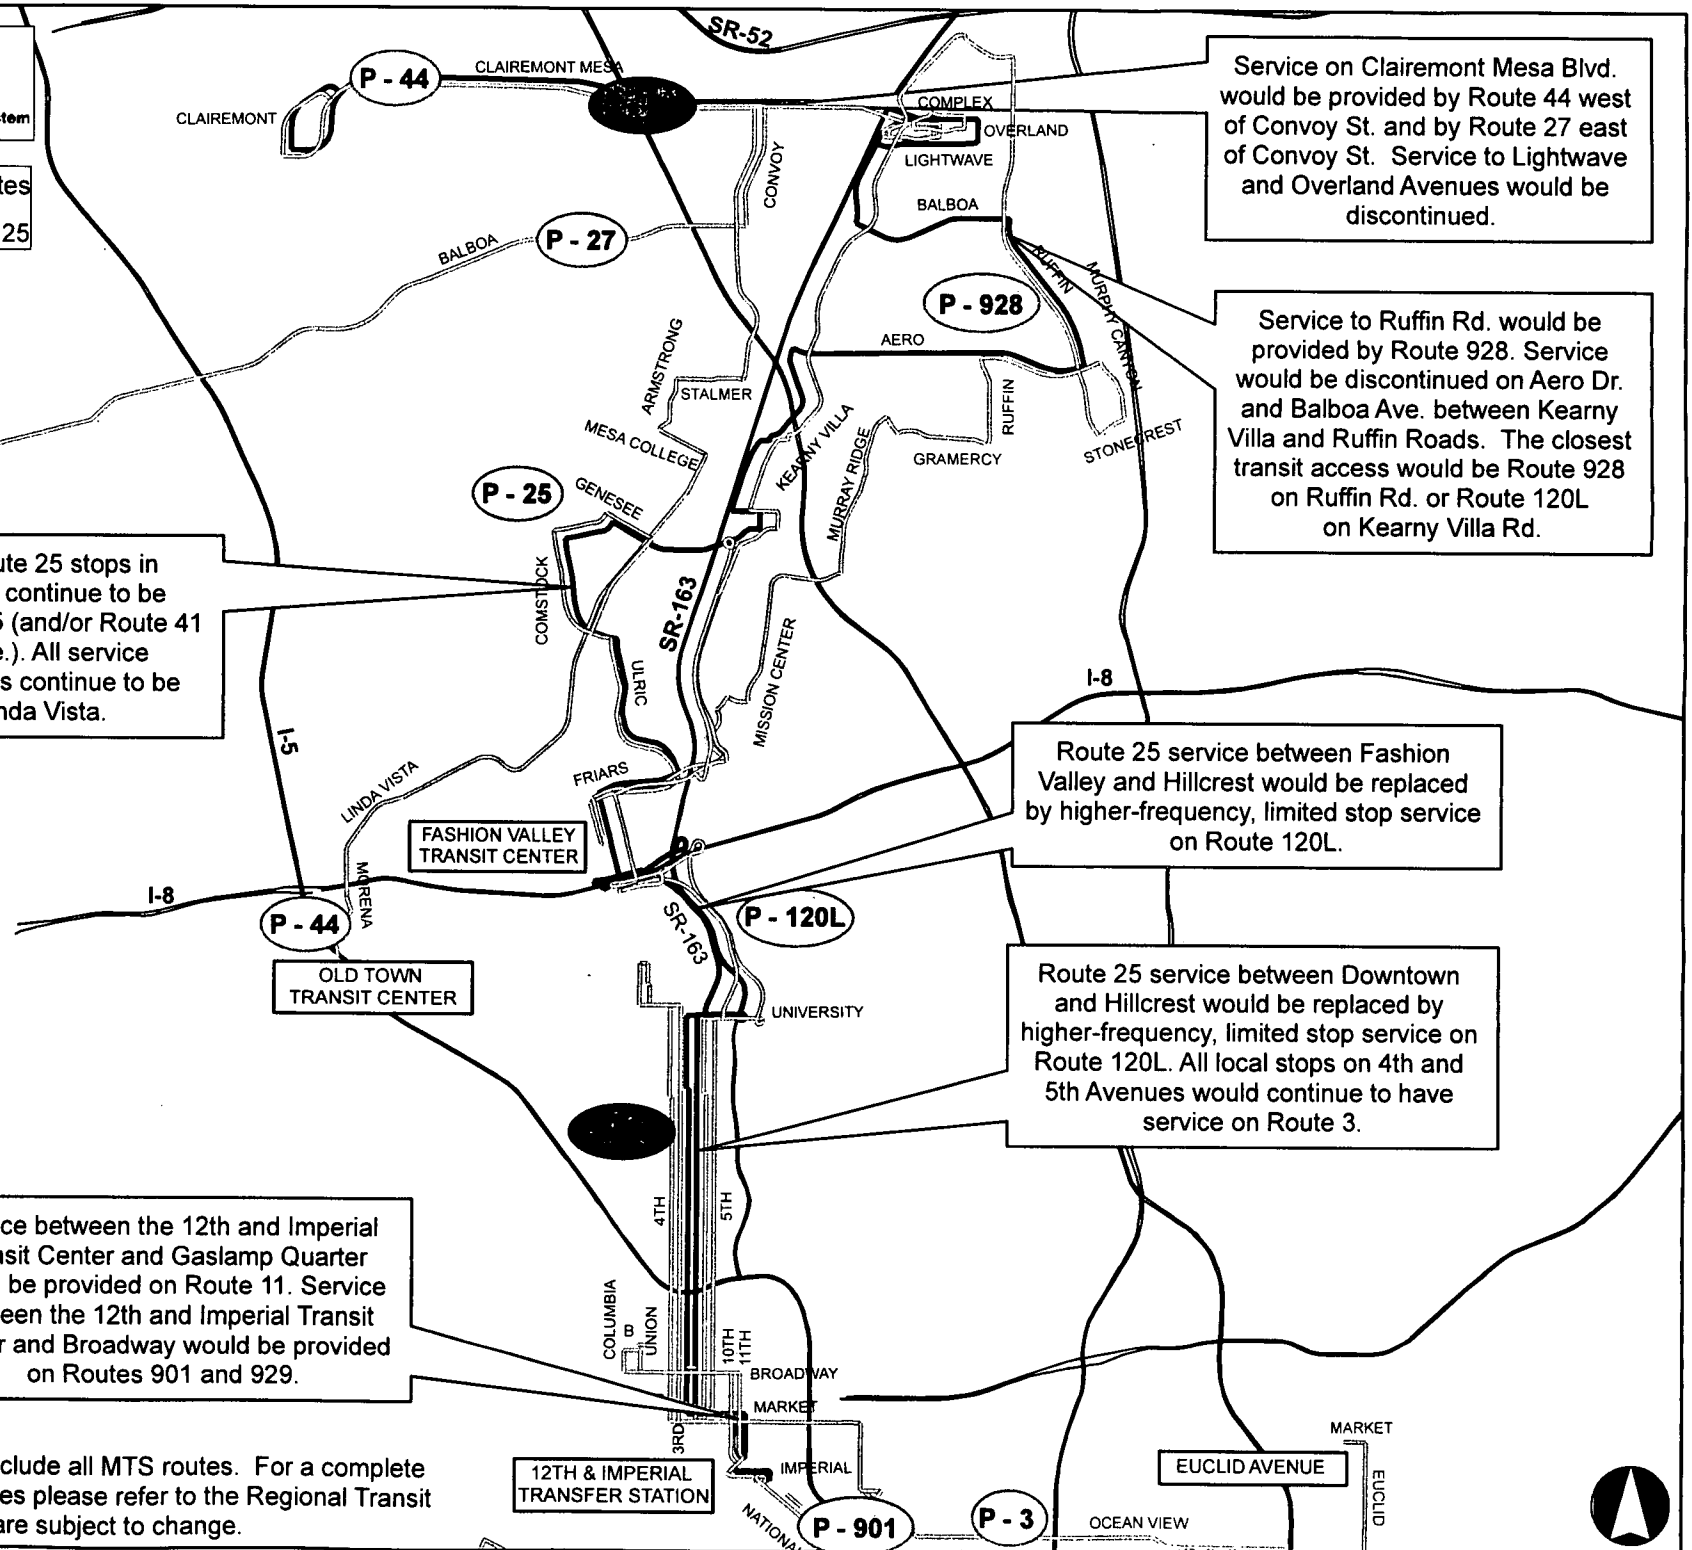 SR-52
stem
tes
25
CLAIREMONT MESA
P - 44
CLAIREMONT
COMPLEX
OVERLAND
LIGHTWAVE
CONVOY
BALBOA
P - 27
BALBOA
Service on Clairemont Mesa Blvd.
would be provided by Route 44 west
of Convoy St. and by Route 27 east
of Convoy St. Service to Lightwave
and Overland Avenues would be
discontinued.
RUFFIN
MURPHY CANYON
P - 928
AERO
Service to Ruffin Rd. would be
provided by Route 928. Service
would be discontinued on Aero Dr.
and Balboa Ave. between Kearny
Villa and Ruffin Roads. The closest
transit access would be Route 928
on Ruffin Rd. or Route 120L
on Kearny Villa Rd.
ARMSTRONG
STALMER
MESA COLLEGE
KEARNY VILLA
MURRAY RIDGE
RUFFIN
GRAMERCY
STONECREST
P - 25
GENESEE
COMSTOCK
ute 25 stops in
continue to be
(and/or Route 41
e.). All service
s continue to be
nda Vista.
SR-163
ULRIC
MISSION CENTER
I-8
I-5
LINDA VISTA
FRIARS
FASHION VALLEY
TRANSIT CENTER
Route 25 service between Fashion
Valley and Hillcrest would be replaced
by higher-frequency, limited stop service
on Route 120L.
MORENA
I-8
P - 44
SR-163
P - 120L
OLD TOWN
TRANSIT CENTER
UNIVERSITY
Route 25 service between Downtown
and Hillcrest would be replaced by
higher-frequency, limited stop service on
Route 120L. All local stops on 4th and
5th Avenues would continue to have
service on Route 3.
4TH
5TH
ce between the 12th and Imperial
nsit Center and Gaslamp Quarter
be provided on Route 11. Service
een the 12th and Imperial Transit
r and Broadway would be provided
on Routes 901 and 929.
COLUMBIA
B
UNION
10TH
11TH
BROADWAY
MARKET
3RD
MARKET
clude all MTS routes. For a complete
es please refer to the Regional Transit
are subject to change.
12TH & IMPERIAL
TRANSFER STATION
IMPERIAL
EUCLID AVENUE
EUCLID
NATIONAL
P - 901
P - 3
OCEAN VIEW